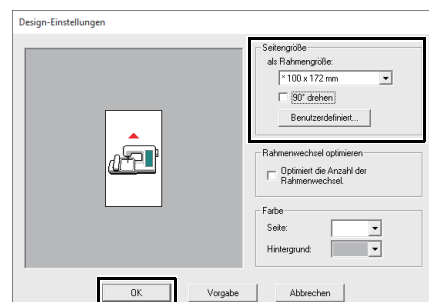 Design-Einstellungen
Seitengröße
als Rahmengröße:
* 100 x 172 mm
90° drehen
Benutzerdefiniert...
Rahmenwechsel optimieren
Optimiert die Anzahl der
Rahmenwechsel.
Farbe
Seite:
Hintergrund:
OK
Vorgabe
Abbrechen